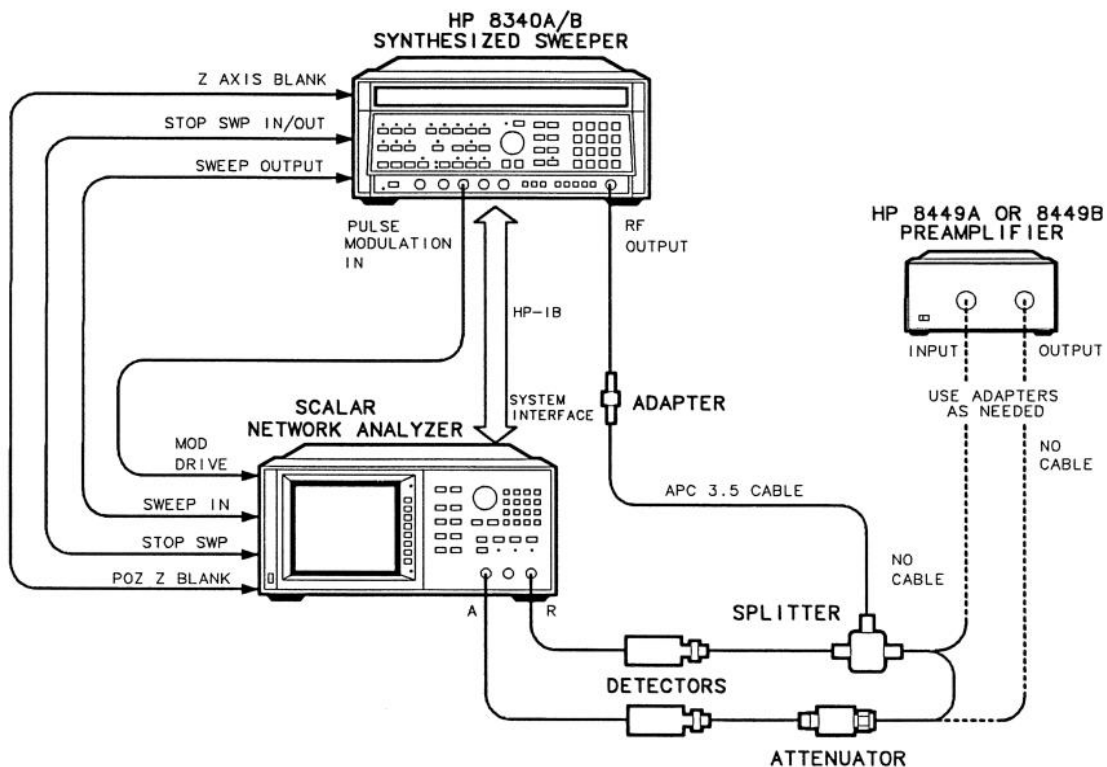 HP 8340A/B
SYNTHESIZED SWEEPER
Z AXIS BLANK
STOP SWP IN/OUT
SWEEP OUTPUT
PULSE
MODULATION
IN
RF
OUTPUT
HP 8449A OR 8449B
PREAMPLIFIER
HP-IB
INPUT
OUTPUT
USE ADAPTERS
AS NEEDED
SYSTEM
INTERFACE
ADAPTER
SCALAR
NETWORK ANALYZER
MOD
DRIVE
NO
CABLE
APC 3.5 CABLE
SWEEP IN
STOP SWP
POZ Z BLANK
NO
CABLE
A
R
SPLITTER
DETECTORS
ATTENUATOR